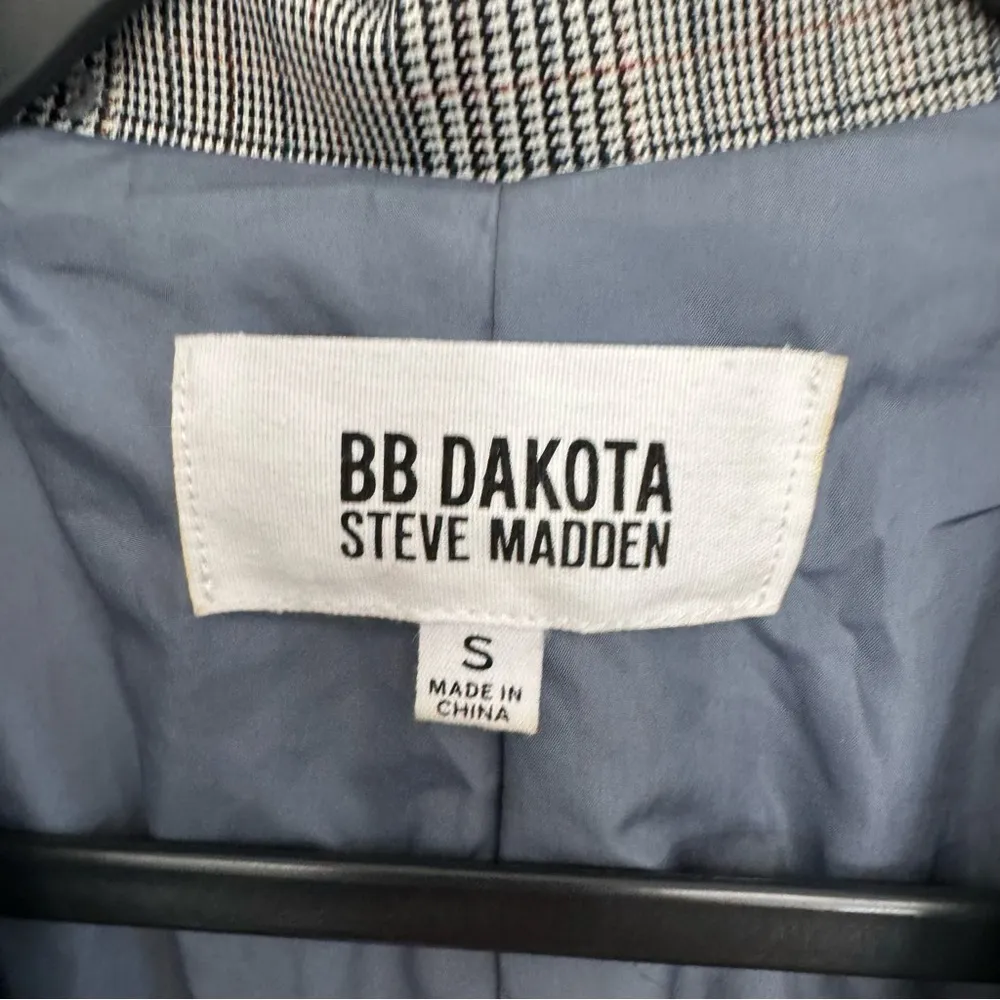 BB DAKOTA
STEVE MADDEN
S
MADE IN
CHINA